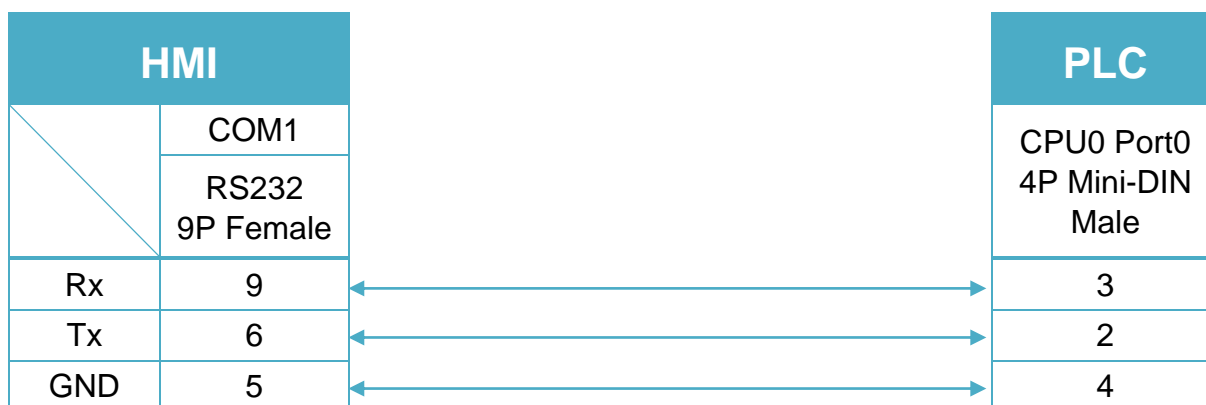 HMI
PLC
COM1
RS232
9P Female
CPU0 Port0
4P Mini-DIN
Male
Rx 9 3
Tx 6 2
GND 5 4